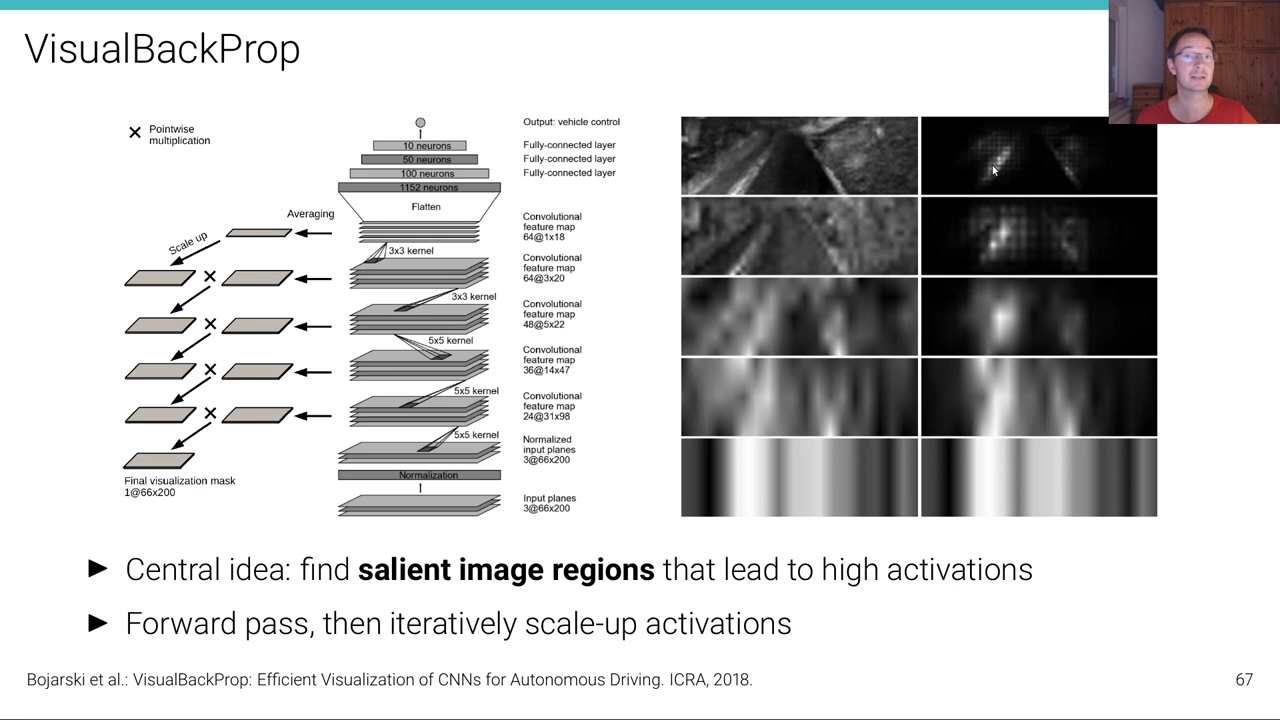 VisualBackProp
Pointwise
multiplication
Output: vehicle control
10 neurons
Fully-connected layer
50 neurons
Fully-connected layer
100 neurons
Fully-connected layer
1152 neurons
Flatten
Averaging
Scale up
Convolutional
feature map
64@1x18
3x3 kernel
Convolutional
feature map
64@3x20
3x3 kernel
Convolutional
feature map
48@5x22
5x5 kernel
Convolutional
feature map
36@14x47
5x5 kernel
Convolutional
feature map
24@31x98
5x5 kernel
Normalized
input planes
3@66x200
Normalization
Final visualization mask
1@66x200
Input planes
3@66x200
► Central idea: find salient image regions that lead to high activations
► Forward pass, then iteratively scale-up activations
Bojarski et al.: VisualBackProp: Efficient Visualization of CNNs for Autonomous Driving. ICRA, 2018.
67